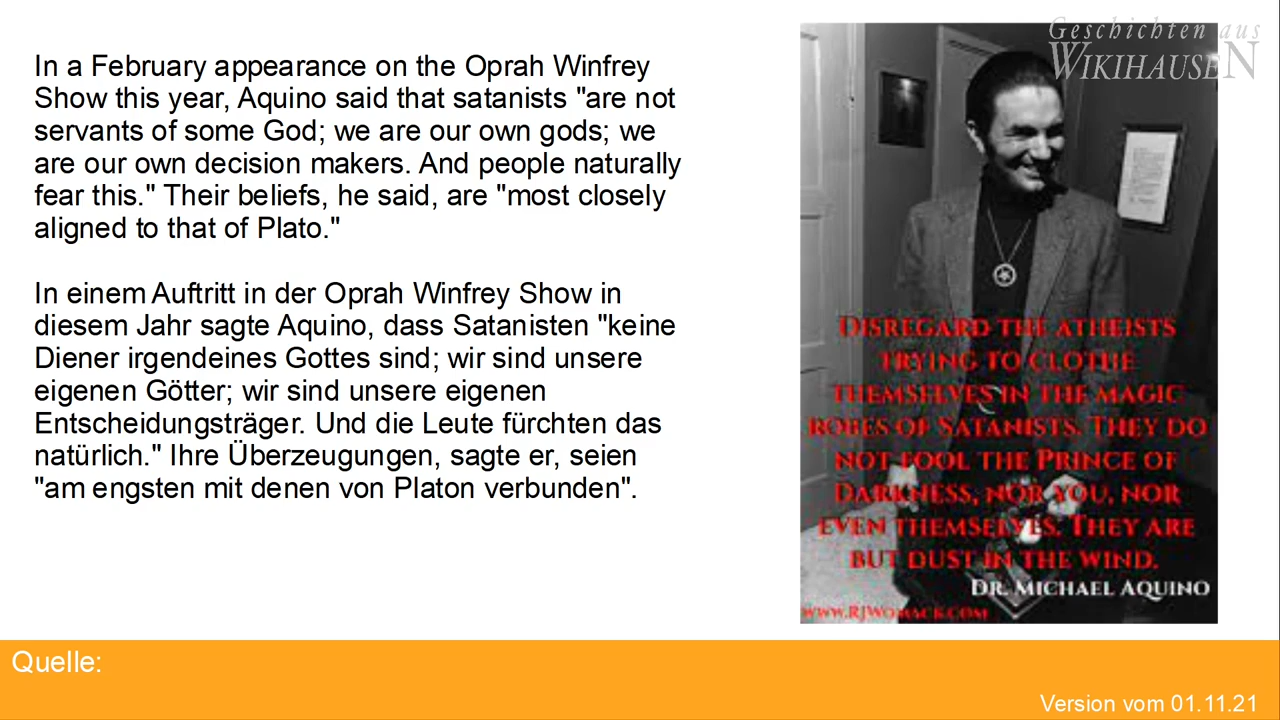 In a February appearance on the Oprah Winfrey
Show this year, Aquino said that satanists "are not
servants of some God; we are our own gods; we
are our own decision makers. And people naturally
fear this." Their beliefs, he said, are "most closely
aligned to that of Plato."
In einem Auftritt in der Oprah Winfrey Show in
diesem Jahr sagte Aquino, dass Satanisten "keine
Diener irgendeines Gottes sind; wir sind unsere
eigenen Götter; wir sind unsere eigenen
Entscheidungsträger. Und die Leute fürchten das
natürlich." Ihre Überzeugungen, sagte er, seien
"am engsten mit denen von Platon verbunden".
Geschichten aus
WIKIHAUSEN
DISREGARD THE ATHEISTS
TRYING TO CLOTHE
THEMSELVES IN THE MAGIC
ROBES OF SATANISTS. THEY DO
NOT FOOL THE PRINCE OF
DARKNESS, NOR YOU, NOR
EVEN THEMSELVES. THEY ARE
BUT DUST IN THE WIND.
DR. MICHAEL AQUINO
WWW.RJWOMACK.COM
Quelle:
Version vom 01.11.21